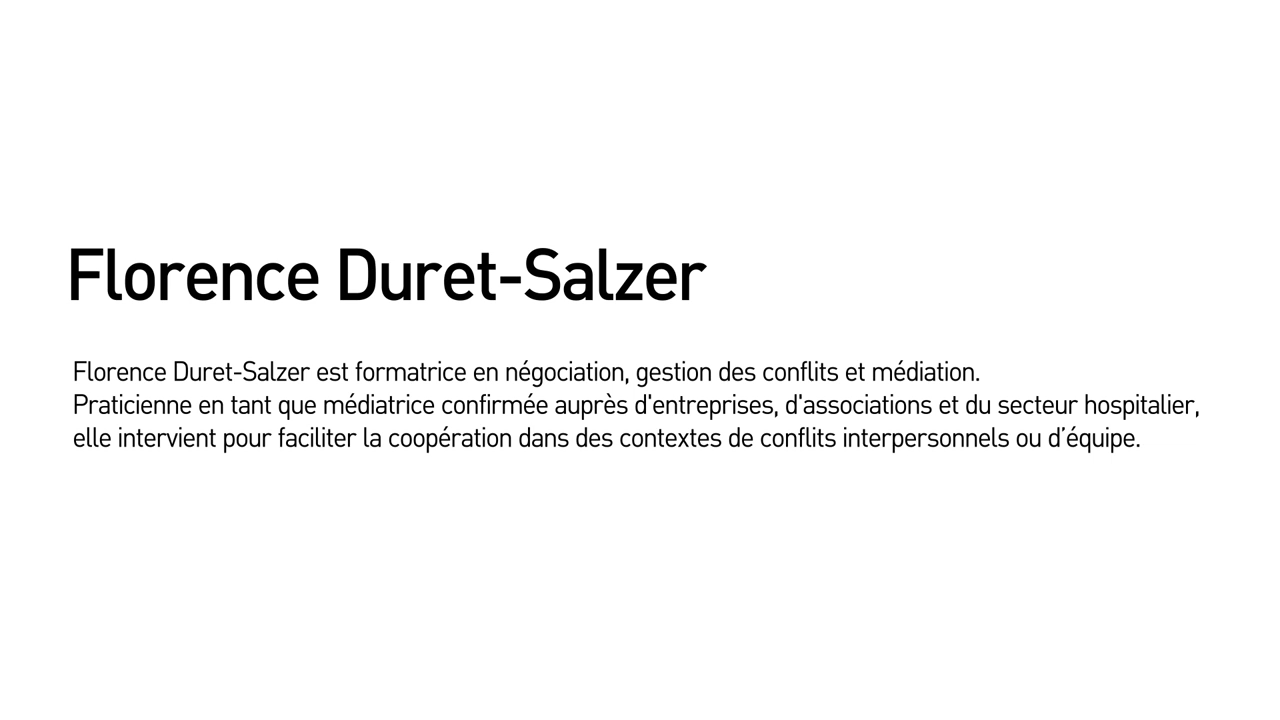 Florence Duret-Salzer
Florence Duret-Salzer est formatrice en négociation, gestion des conflits et médiation.
Praticienne en tant que médiatrice confirmée auprès d'entreprises, d'associations et du secteur hospitalier,
elle intervient pour faciliter la coopération dans des contextes de conflits interpersonnels ou d’équipe.